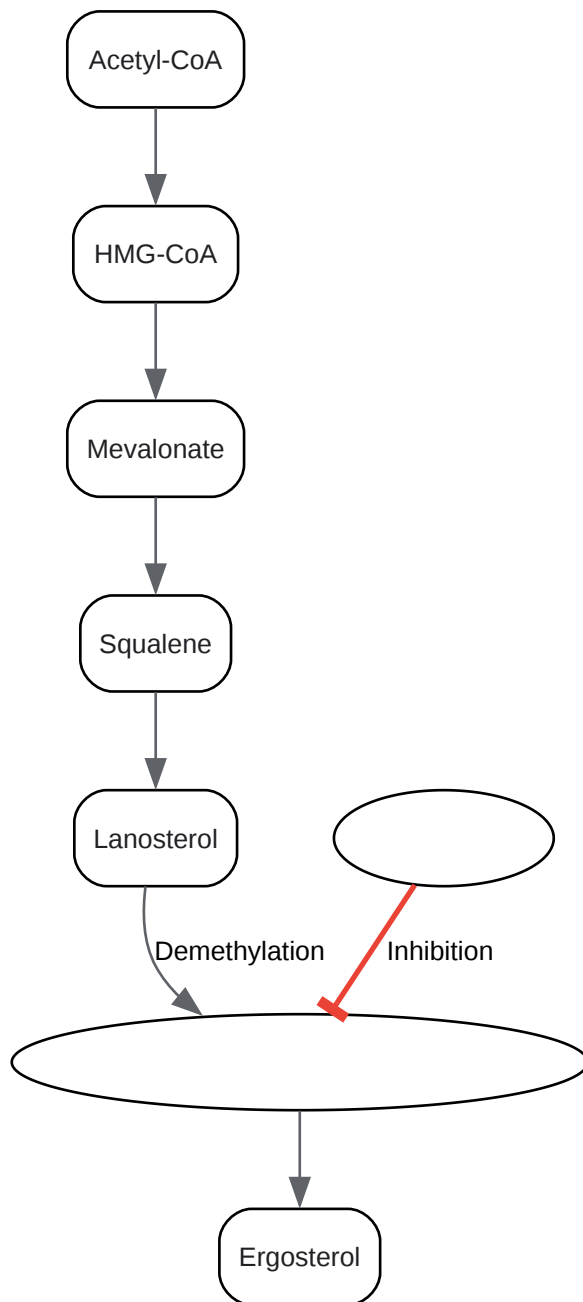 Acetyl-CoA
HMG-CoA
Mevalonate
Squalene
Lanosterol
Demethylation
Inhibition
Ergosterol